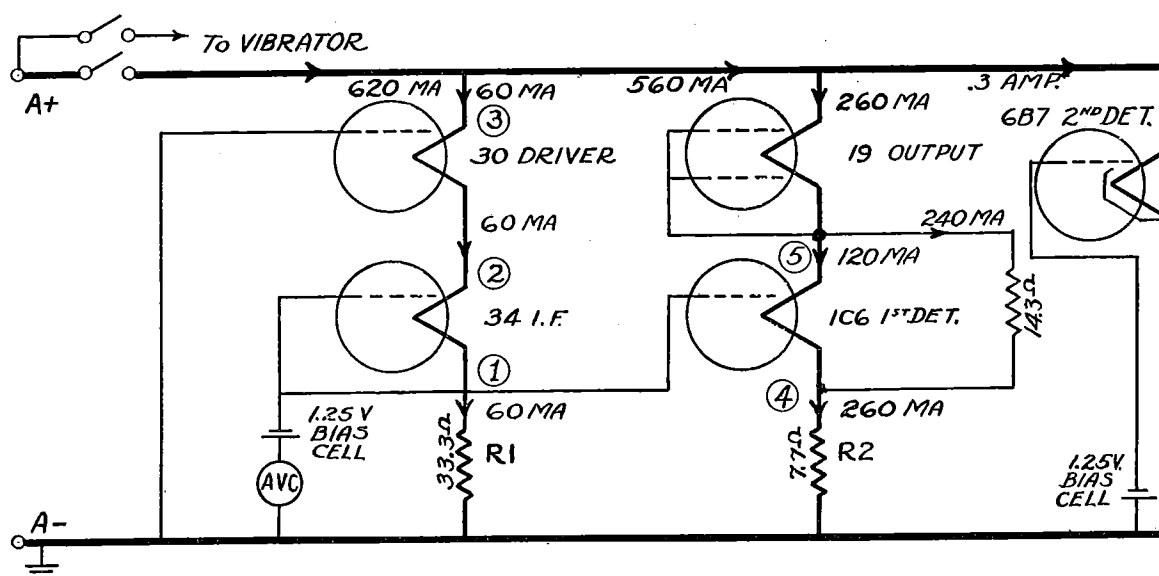 To VIBRATOR
A+
620 MA
60 MA
560 MA
260 MA
.3 AMP.
③
30 DRIVER
19 OUTPUT
6B7 2ND DET.
60 MA
240 MA
②
⑤
120 MA
34 I.F.
1C6 1ST DET.
14.3Ω
①
④
60 MA
260 MA
1.25 V
BIAS
CELL
33.3Ω
R1
7.7Ω
R2
AVC
1.25V.
BIAS
CELL
A-